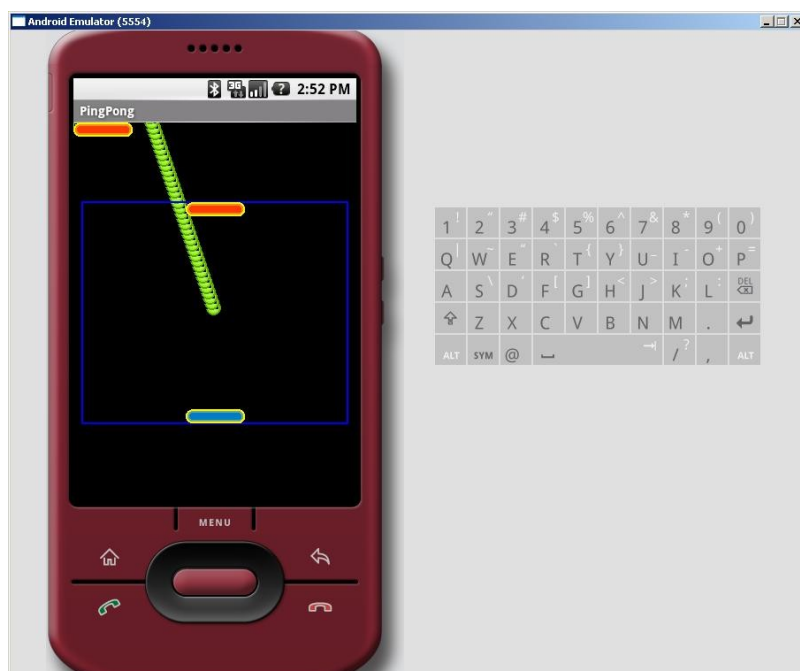 Android Emulator (5554)
3G ? 2:52 PM
PingPong
MENU
1 ! 2 " 3 # 4 $ 5 % 6 ^ 7 & 8 * 9 ( 0 )
Q | W ~ E " R ` T { Y } U _ I - O + P =
A S \ D ' F [ G ] H < J > K ; L : DEL
Z X C V B N M .
ALT SYM @ / ? , ALT